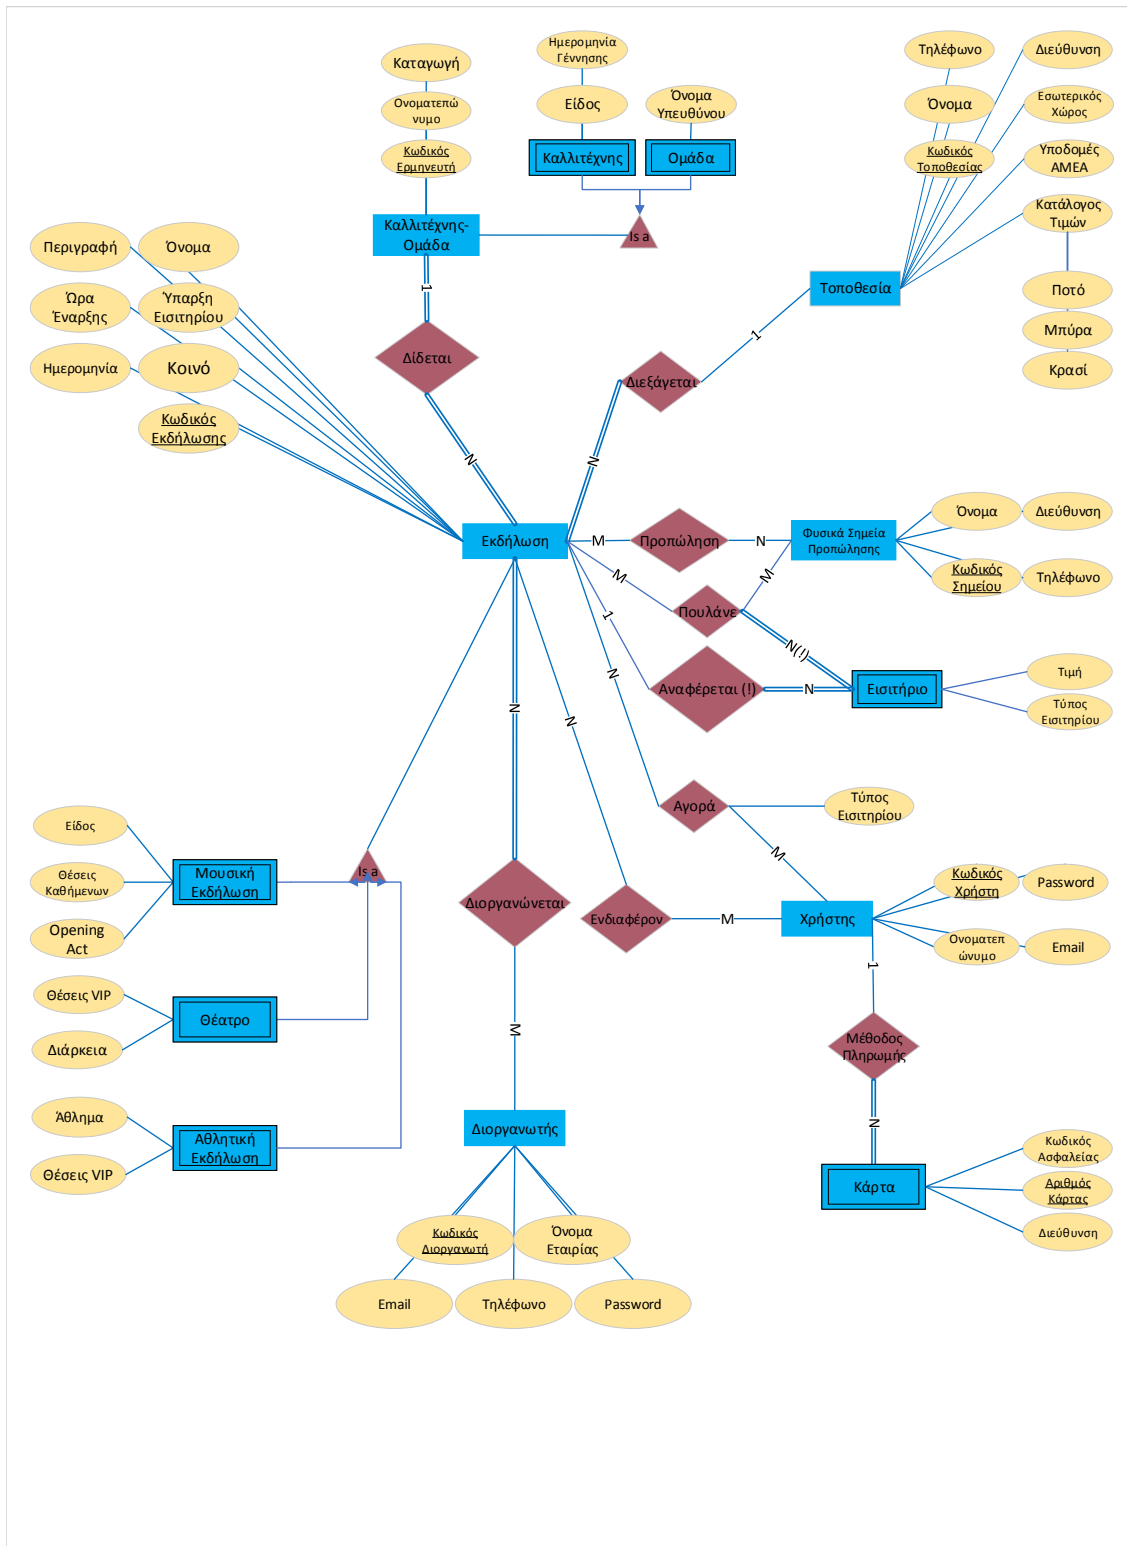 Ημερομηνία
Γέννησης
Καταγωγή
Τηλέφωνο
Διεύθυνση
Ονοματεπώ
νυμο
Είδος
Όνομα
Υπευθύνου
Όνομα
Εσωτερικός
Χώρος
Κωδικός
Ερμηνευτή
Καλλιτέχνης
Ομάδα
Κωδικός
Τοποθεσίας
Υποδομές
ΑΜΕΑ
Καλλιτέχνης-
Ομάδα
Is a
Κατάλογος
Τιμών
Περιγραφή
Όνομα
1
Τοποθεσία
Ποτό
Ώρα
Έναρξης
Ύπαρξη
Εισιτηρίου
Μπύρα
1
Δίδεται
Ημερομηνία
Κοινό
Διεξάγεται
Κρασί
Κωδικός
Εκδήλωσης
N
N
Εκδήλωση
M
Προπώληση
N
Φυσικά Σημεία
Προπώλησης
Όνομα
Διεύθυνση
M
M
Κωδικός
Σημείου
Τηλέφωνο
1
Πουλάνε
N(!)
N
Αναφέρεται (!)
N
Εισιτήριο
Τιμή
Τύπος
Εισιτηρίου
N
N
Αγορά
Τύπος
Εισιτηρίου
M
Είδος
Μουσική
Εκδήλωση
Is a
Θέσεις
Καθήμενων
Opening
Act
Διοργανώνεται
Ενδιαφέρον
M
Χρήστης
Κωδικός
Χρήστη
Password
Ονοματεπ
ώνυμο
Email
1
Θέσεις VIP
Θέατρο
Διάρκεια
M
Μέθοδος
Πληρωμής
N
Άθλημα
Αθλητική
Εκδήλωση
Θέσεις VIP
Διοργανωτής
Κάρτα
Κωδικός
Ασφαλείας
Αριθμός
Κάρτας
Διεύθυνση
Κωδικός
Διοργανωτή
Όνομα
Εταιρίας
Email
Τηλέφωνο
Password